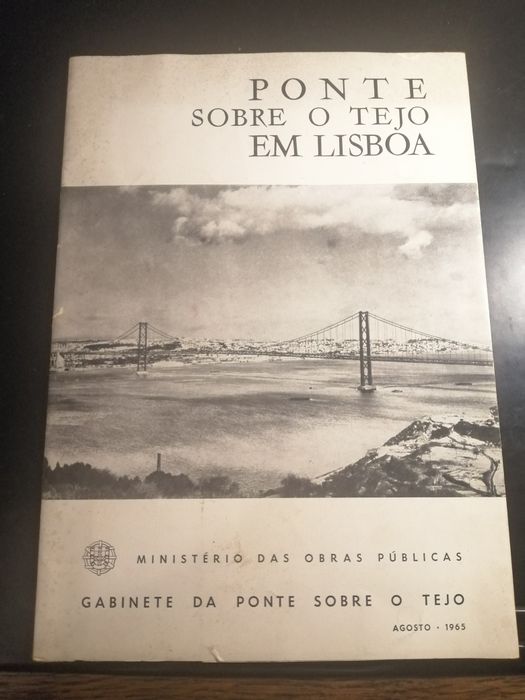 PONTE
SOBRE O TEJO
EM LISBOA
MINISTÉRIO DAS OBRAS PÚBLICAS
GABINETE DA PONTE SOBRE O TEJO
AGOSTO · 1965